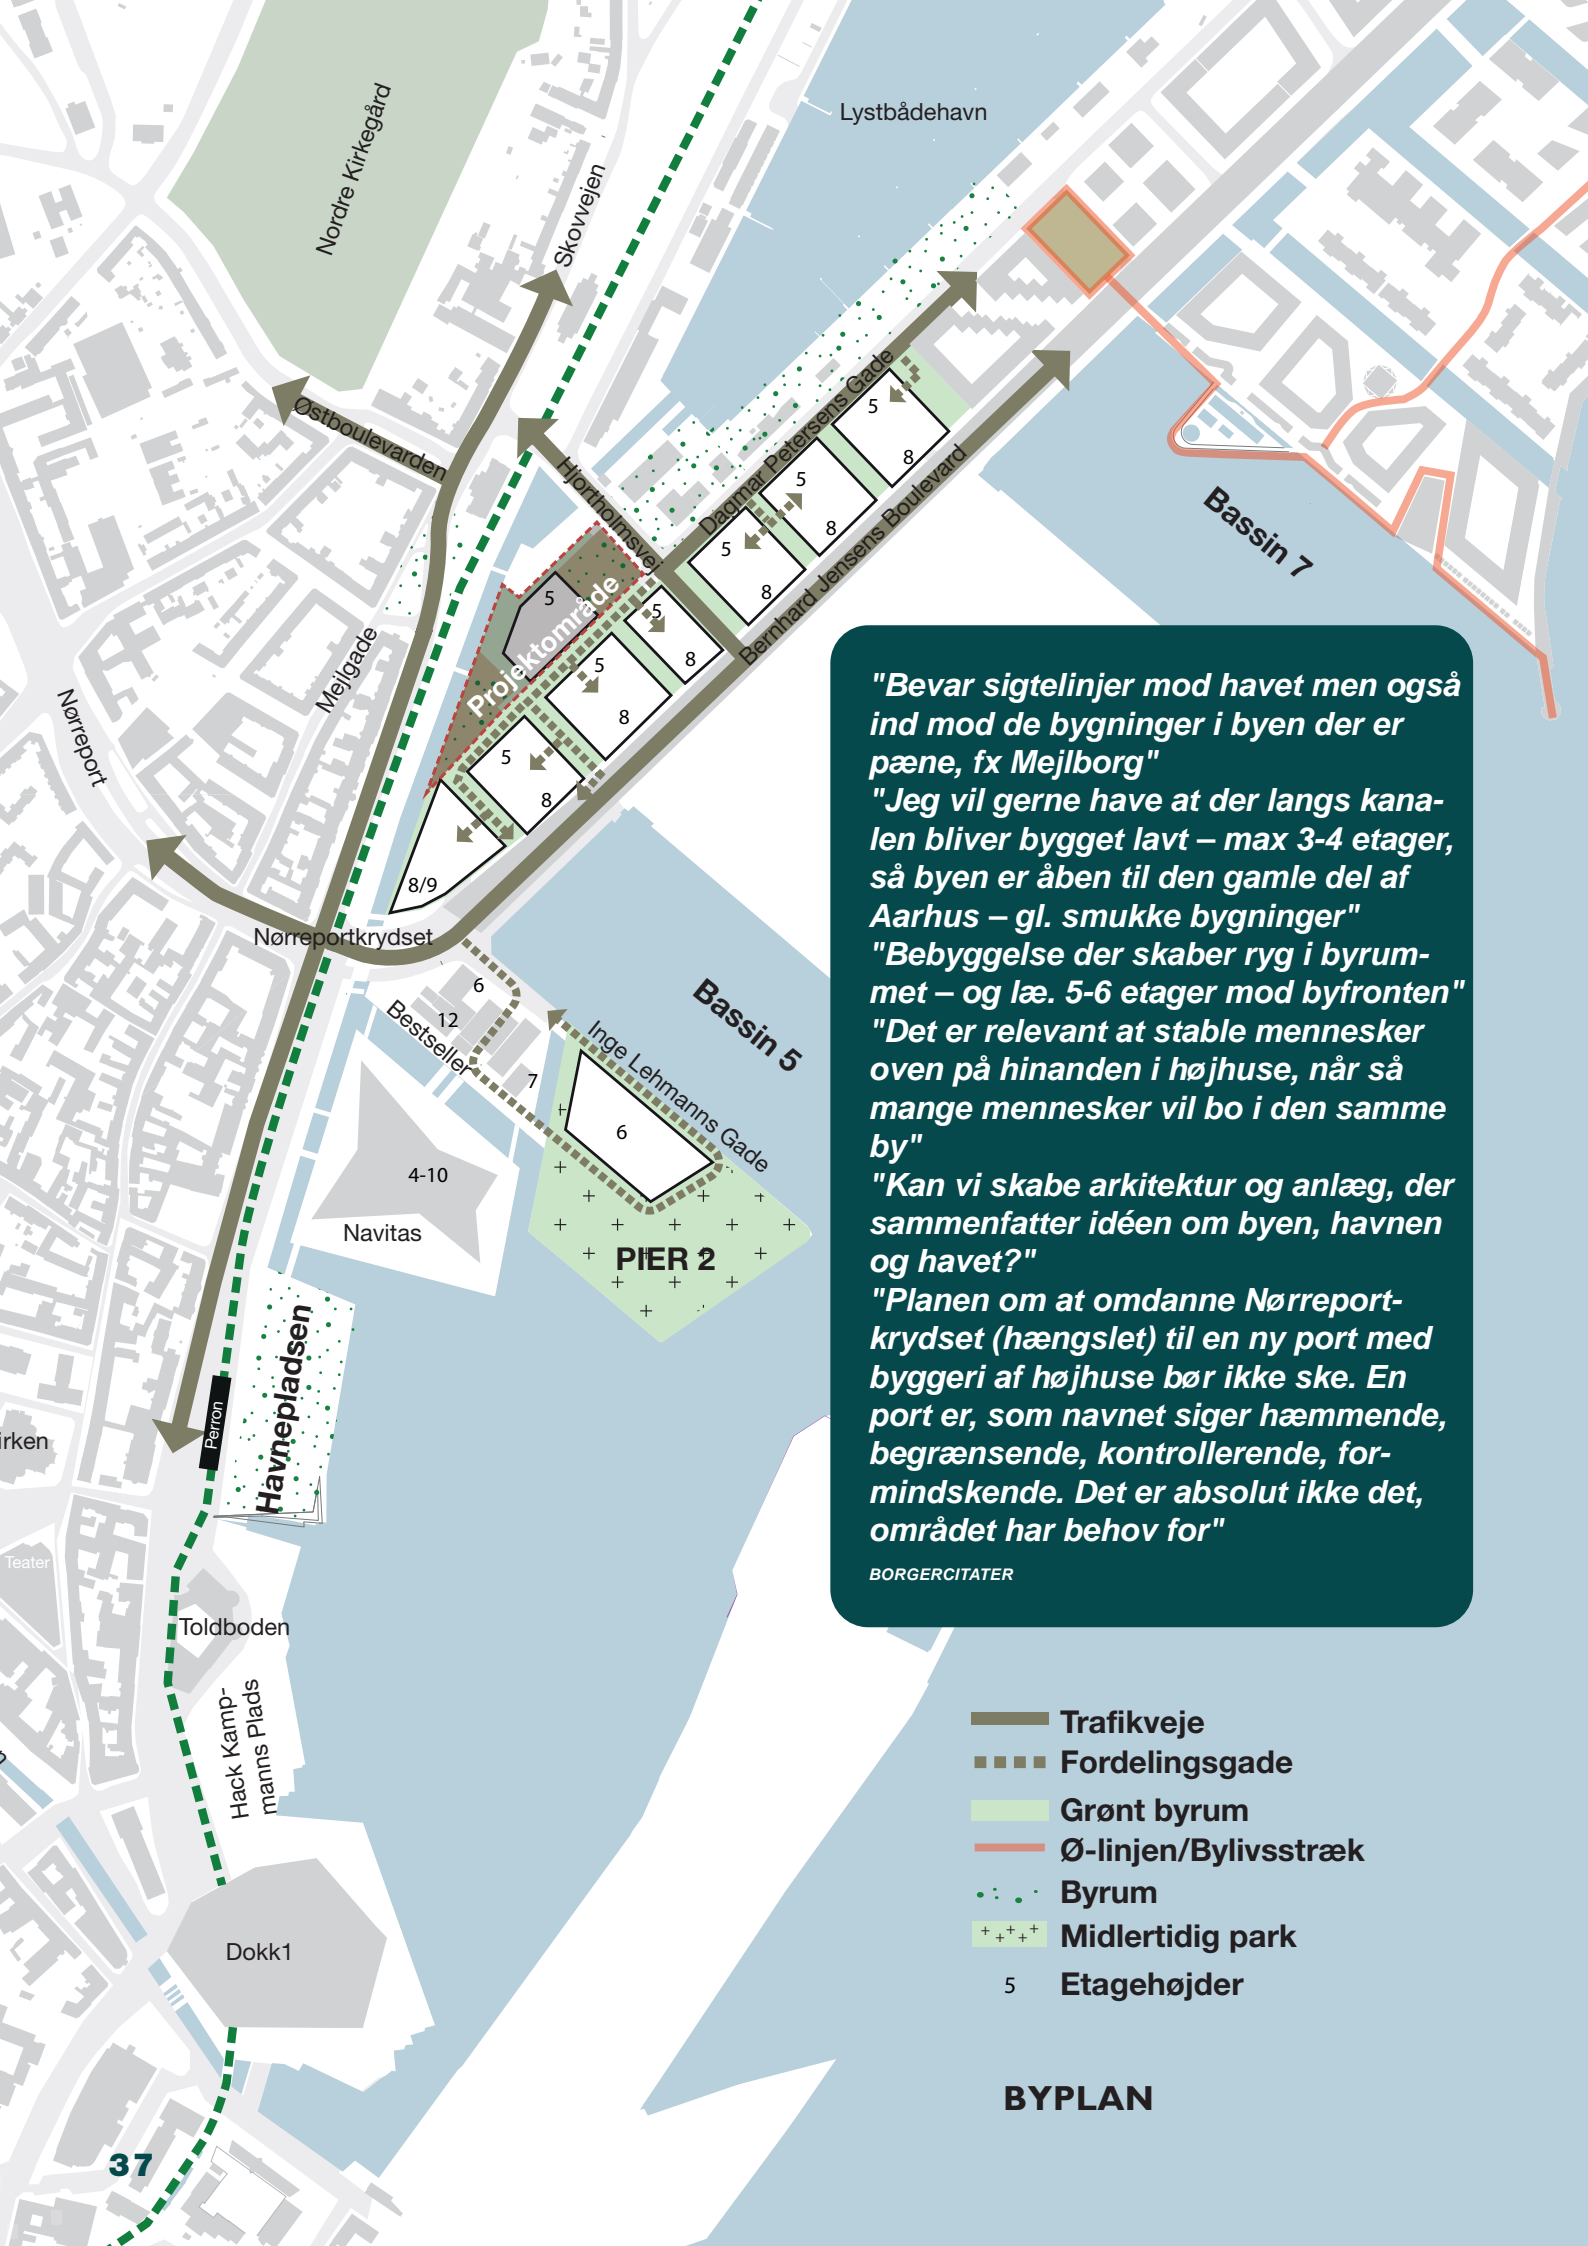 Lystbådehavn
Nordre Kirkegård
Skovvejen
Østboulevarden
Hjortholmsvej
Dagmar Petersens Gade
5
8
5
8
5
8
Bernhard Jensens Boulevard
Bassin 7
Projektområde
5
5
8
5
8
5
8
8/9
Mejlgade
Nørreport
Nørreportkrydset
6
12
7
Bestseller
Bassin 5
Inge Lehmanns Gade
6
4-10
Navitas
PIER 2
Havnepladsen
Perron
irken
Teater
Toldboden
Hack Kamp-
manns Plads
Dokk1
"Bevar sigtelinjer mod havet men også
ind mod de bygninger i byen der er
pæne, fx Mejlborg"
"Jeg vil gerne have at der langs kana-
len bliver bygget lavt – max 3-4 etager,
så byen er åben til den gamle del af
Aarhus – gl. smukke bygninger"
"Bebyggelse der skaber ryg i byrum-
met – og læ. 5-6 etager mod byfronten"
"Det er relevant at stable mennesker
oven på hinanden i højhuse, når så
mange mennesker vil bo i den samme
by"
"Kan vi skabe arkitektur og anlæg, der
sammenfatter idéen om byen, havnen
og havet?"
"Planen om at omdanne Nørreport-
krydset (hængslet) til en ny port med
byggeri af højhuse bør ikke ske. En
port er, som navnet siger hæmmende,
begrænsende, kontrollerende, for-
mindskende. Det er absolut ikke det,
området har behov for"
BORGERCITATER
Trafikveje
Fordelingsgade
Grønt byrum
Ø-linjen/Bylivsstræk
Byrum
Midlertidig park
5 Etagehøjder
BYPLAN
37